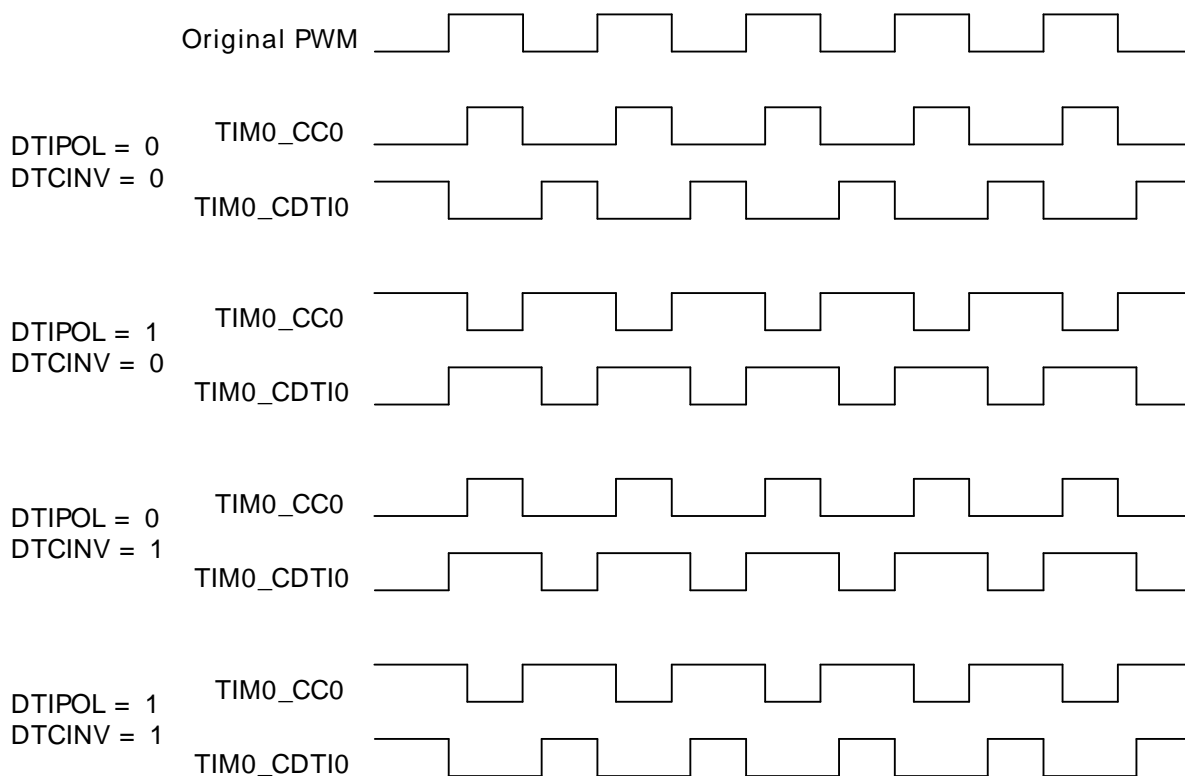 Original PWM
TIM0_CC0
DTIPOL = 0
DTCINV = 0
TIM0_CDTI0
TIM0_CC0
DTIPOL = 1
DTCINV = 0
TIM0_CDTI0
TIM0_CC0
DTIPOL = 0
DTCINV = 1
TIM0_CDTI0
TIM0_CC0
DTIPOL = 1
DTCINV = 1
TIM0_CDTI0